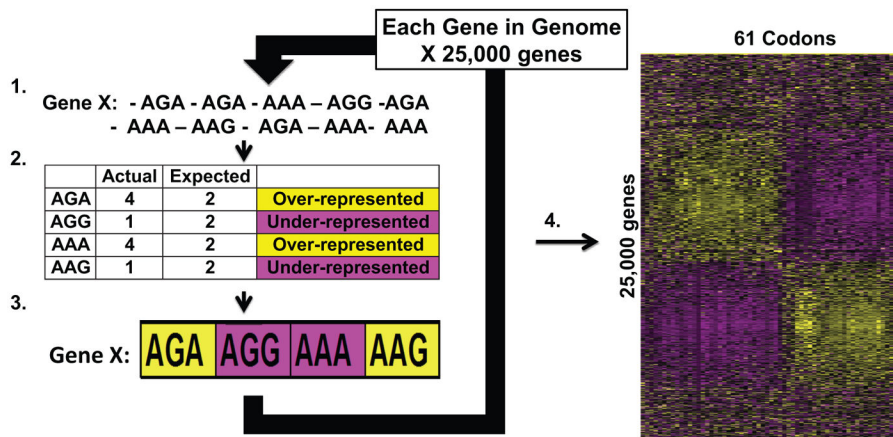 Each Gene in Genome
X 25,000 genes
1.
Gene X: - AGA - AGA - AAA – AGG -AGA
- AAA – AAG - AGA – AAA- AAA
2.
Actual Expected
AGA 4 2 Over-represented
AGG 1 2 Under-represented
AAA 4 2 Over-represented
AAG 1 2 Under-represented
3.
Gene X: AGA AGG AAA AAG
4.
61 Codons
25,000 genes